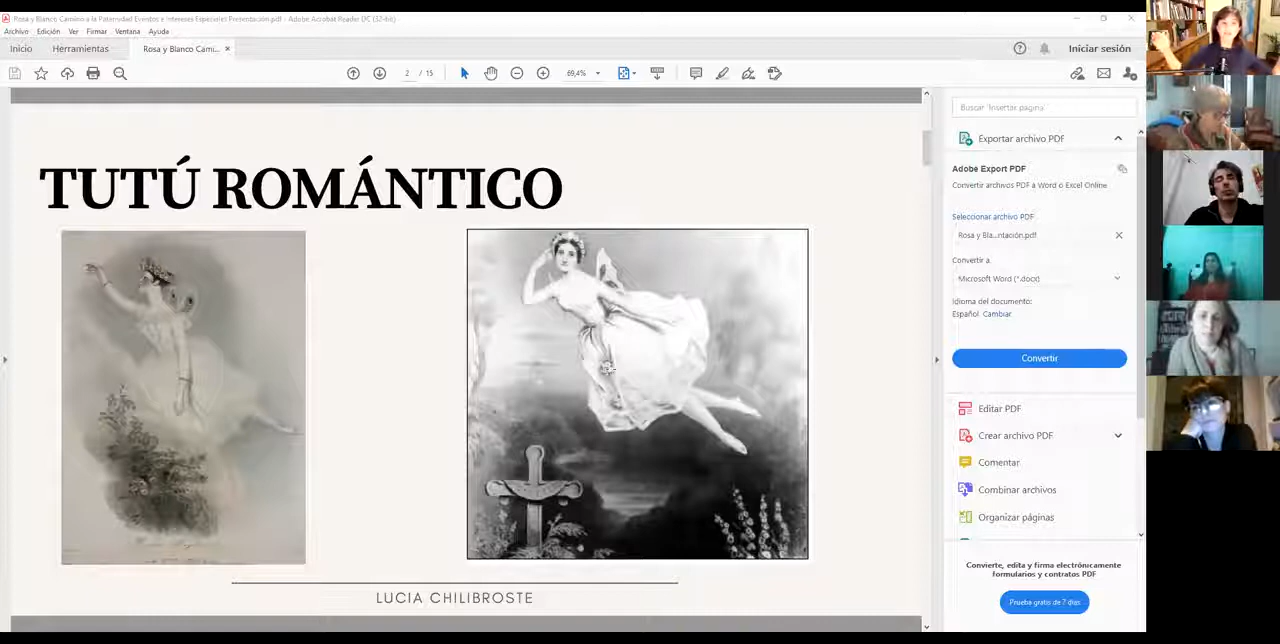 Rosa y Blanco Camino a la Paternidad Eventos e Intereses Especiales Presentación.pdf - Adobe Acrobat Reader DC (32-bit)
Archivo Edición Ver Firmar Ventana Ayuda
Inicio Herramientas Rosa y Blanco Cami... × Iniciar sesión
2 / 15 69,4%
TUTÚ ROMÁNTICO
LUCIA CHILIBROSTE
Buscar 'Insertar página'
Exportar archivo PDF
Adobe Export PDF
Convertir archivos PDF a Word o Excel Online
Seleccionar archivo PDF
Rosa y Bla...ntación.pdf
Convertir a
Microsoft Word (*.docx)
Idioma del documento:
Español Cambiar
Convertir
Editar PDF
Crear archivo PDF
Comentar
Combinar archivos
Organizar páginas
Convierte, edita y firma electrónicamente
formularios y contratos PDF
Prueba gratis de 7 días